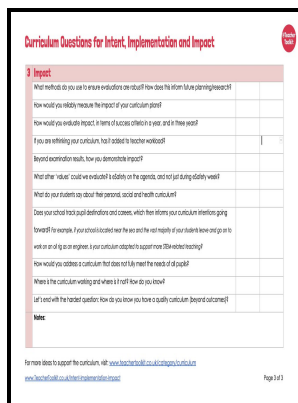 Curriculum Questions for Intent, Implementation and Impact
@Teacher
Toolkit
3 Impact
What methods do you use to ensure evaluations are robust? How does this inform future planning/research?
How would you reliably measure the impact of your curriculum plans?
How would you evaluate impact, in terms of success criteria in a year, and in three years?
If you are rethinking your curriculum, has it added to teacher workload?
Beyond examination results, how you demonstrate impact?
What other 'values' could we evaluate? Is eSafety on the agenda, and not just during eSafety week?
What do your students say about their personal, social and health curriculum?
Does your school track pupil destinations and careers, which then informs your curriculum intentions going
forward? For example, if your school is located near the sea and the vast majority of your students leave and go on to
work on an oil rig as an engineer, is your curriculum adapted to support more STEM-related teaching?
How would you address a curriculum that does not fully meet the needs of all pupils?
Where is the curriculum working and where is it not? How do you know?
Let's end with the hardest question: How do you know you have a quality curriculum (beyond outcomes)?
Notes:
For more ideas to support the curriculum, visit: www.TeacherToolkit.co.uk/category/curriculum
www.TeacherToolkit.co.uk/intent-implementation-impact
Page 3 of 3